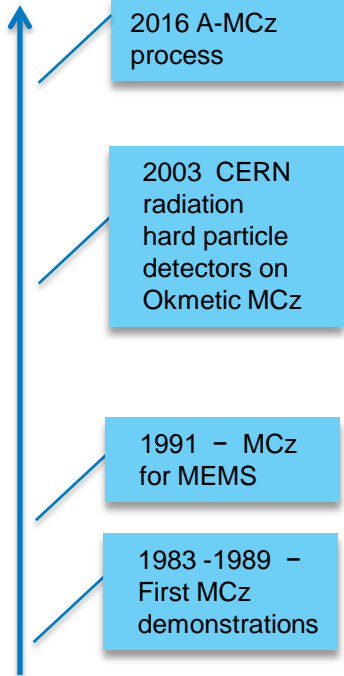 2016 A-MCz
process
2003 CERN
radiation
hard particle
detectors on
Okmetic MCz
1991 − MCz
for MEMS
1983 -1989 −
First MCz
demonstrations